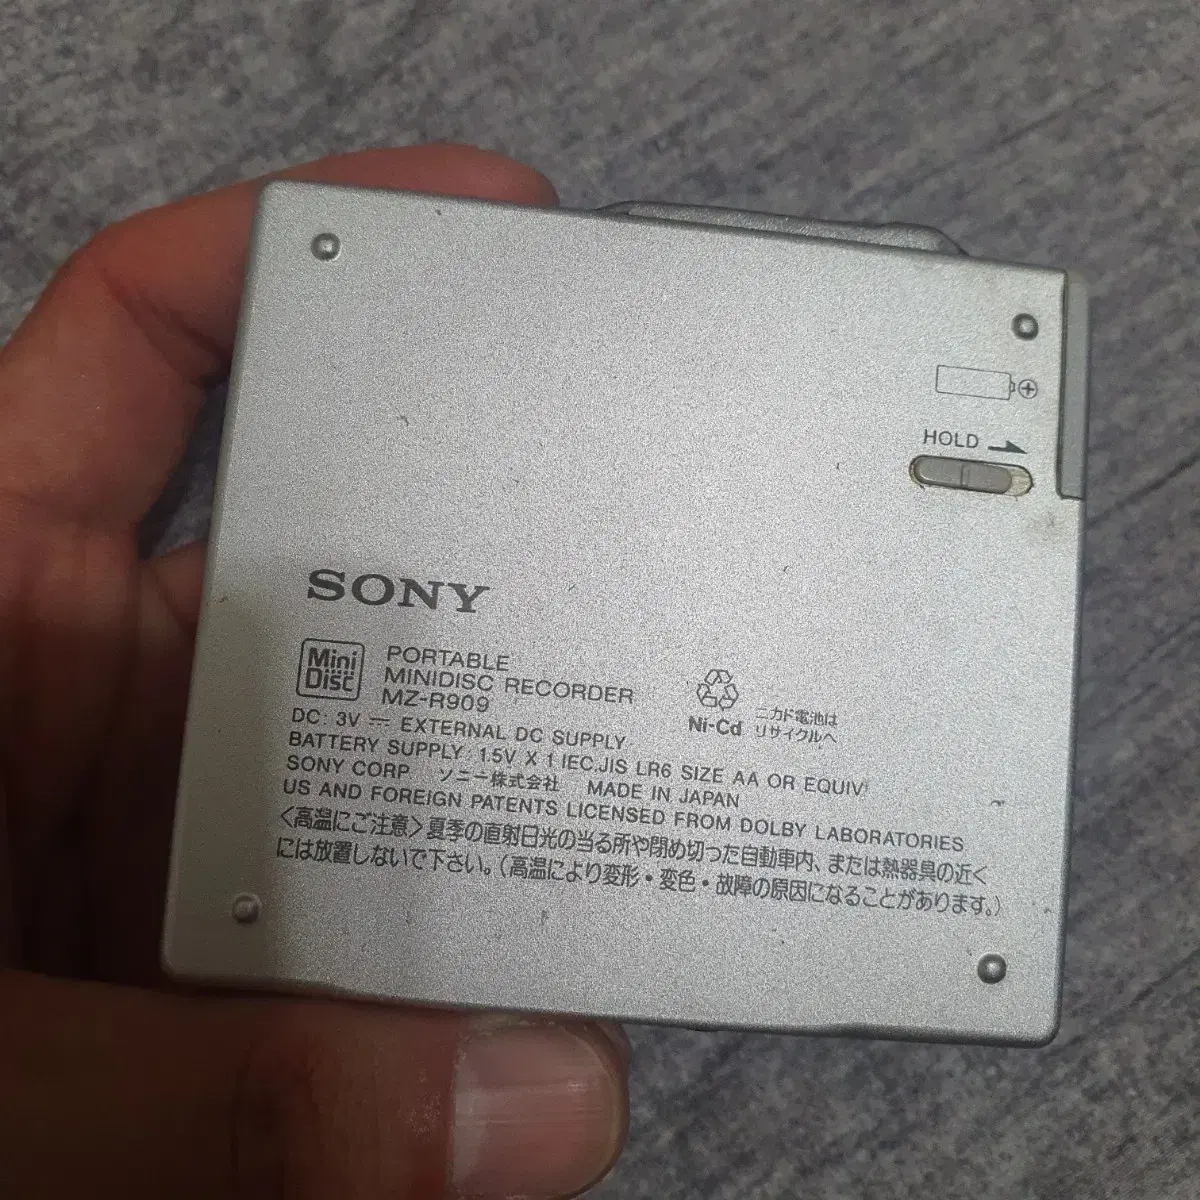 ⊕
HOLD
SONY
Mini
Disc
PORTABLE
MINIDISC RECORDER
MZ-R909
Ni-Cd
ニカド電池は
リサイクルへ
DC: 3V ⎓ EXTERNAL DC SUPPLY
BATTERY SUPPLY 1.5V X 1 IEC.JIS LR6 SIZE AA OR EQUIV!
SONY CORP. ソニー株式会社 MADE IN JAPAN
US AND FOREIGN PATENTS LICENSED FROM DOLBY LABORATORIES
<高温にご注意>夏季の直射日光の当る所や閉め切った自動車内、または熱器具の近く
には放置しないで下さい。(高温により変形・変色・故障の原因になることがあります。)